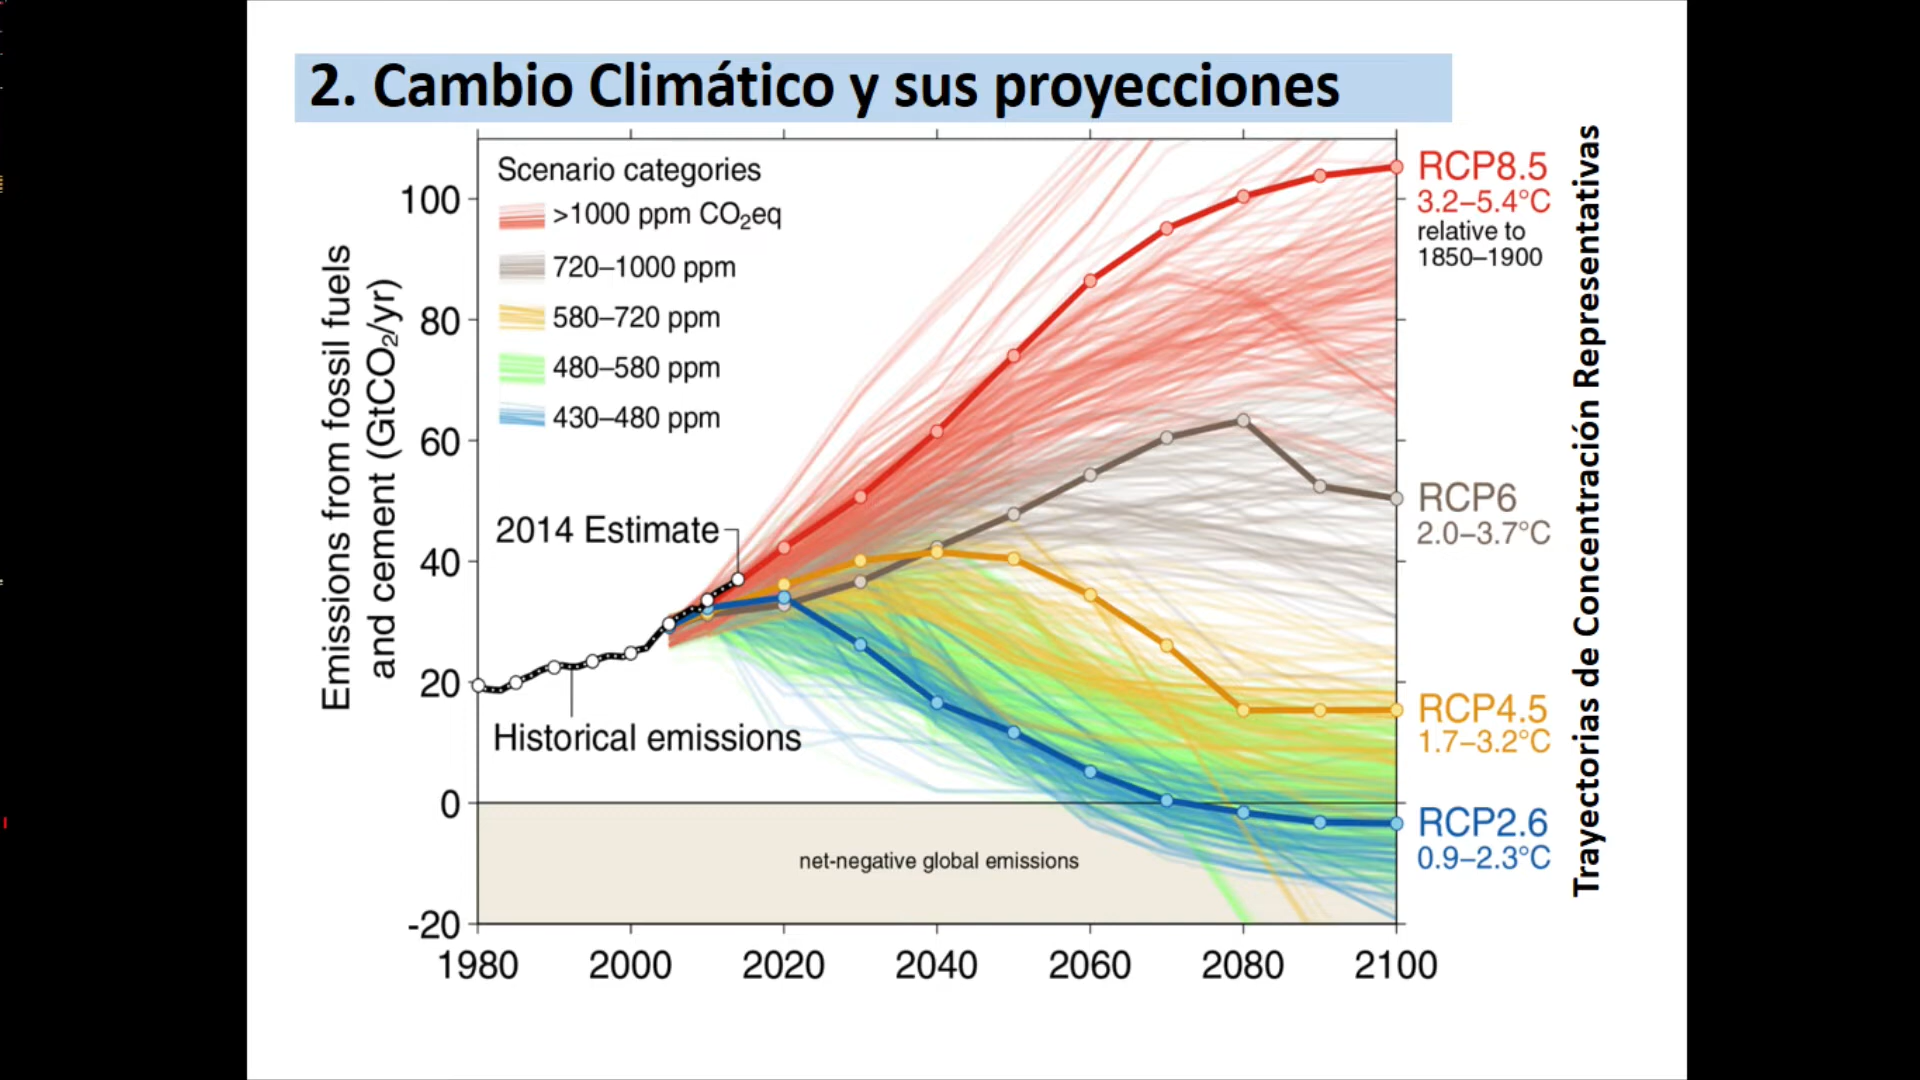 2. Cambio Climático y sus proyecciones
Scenario categories
>1000 ppm CO₂eq
720–1000 ppm
580–720 ppm
480–580 ppm
430–480 ppm
Emissions from fossil fuels
and cement (GtCO₂/yr)
100
80
60
40
20
0
-20
2014 Estimate
Historical emissions
net-negative global emissions
1980 2000 2020 2040 2060 2080 2100
RCP8.5
3.2–5.4°C
relative to
1850–1900
RCP6
2.0–3.7°C
RCP4.5
1.7–3.2°C
RCP2.6
0.9–2.3°C
Trayectorias de Concentración Representativas